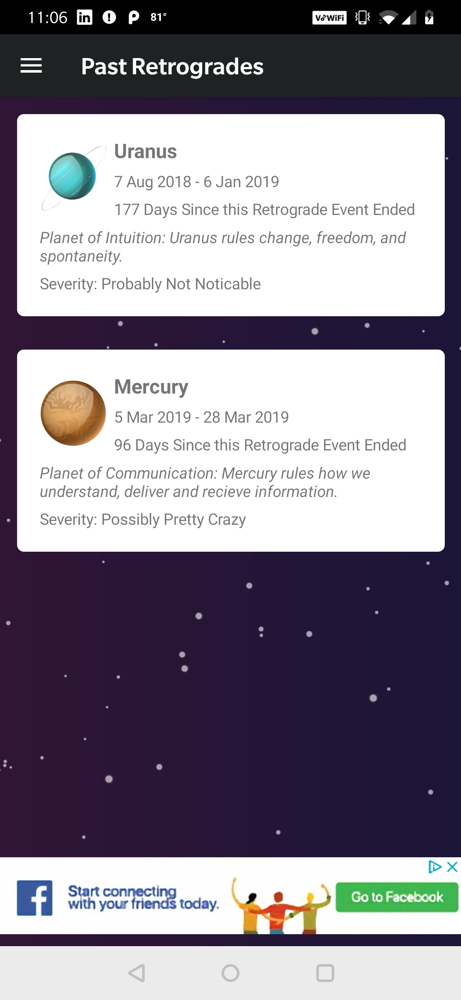 11:06 in 81° VoWiFi
Past Retrogrades
Uranus
7 Aug 2018 - 6 Jan 2019
177 Days Since this Retrograde Event Ended
Planet of Intuition: Uranus rules change, freedom, and
spontaneity.
Severity: Probably Not Noticable
Mercury
5 Mar 2019 - 28 Mar 2019
96 Days Since this Retrograde Event Ended
Planet of Communication: Mercury rules how we
understand, deliver and recieve information.
Severity: Possibly Pretty Crazy
Start connecting
with your friends today.
Go to Facebook